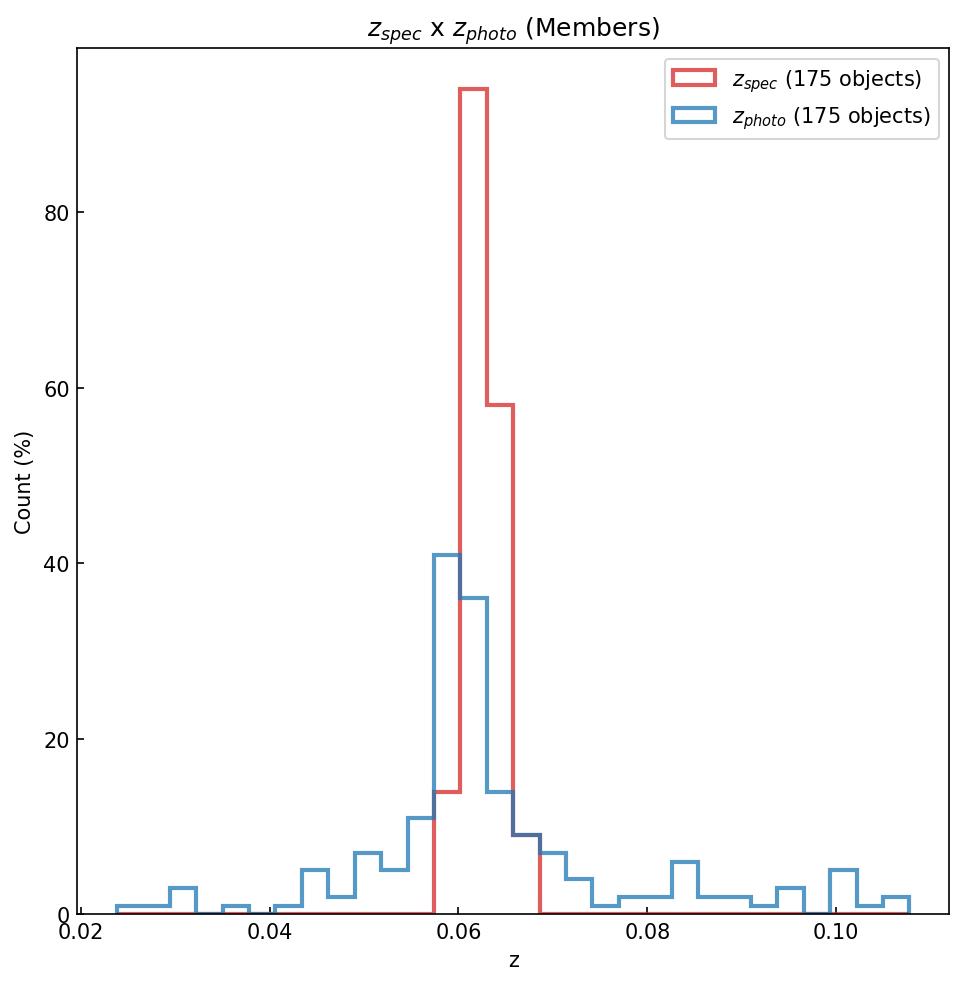 z_spec x z_photo (Members)
z_spec (175 objects)
z_photo (175 objects)
Count (%)
80
60
40
20
0
0.02 0.04 0.06 0.08 0.10
z